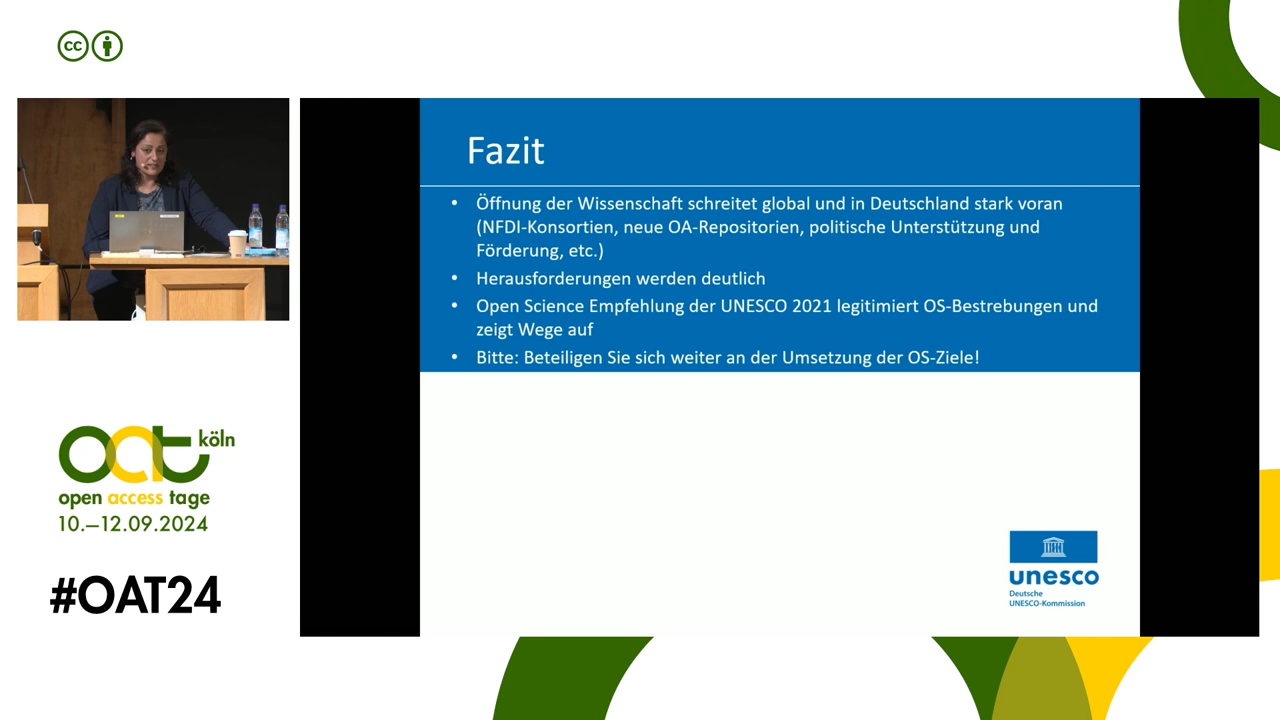 cc
Fazit
• Öffnung der Wissenschaft schreitet global und in Deutschland stark voran
(NFDI-Konsortien, neue OA-Repositorien, politische Unterstützung und
Förderung, etc.)
• Herausforderungen werden deutlich
• Open Science Empfehlung der UNESCO 2021 legitimiert OS-Bestrebungen und
zeigt Wege auf
• Bitte: Beteiligen Sie sich weiter an der Umsetzung der OS-Ziele!
oat köln
open access tage
10.–12.09.2024
#OAT24
unesco
Deutsche
UNESCO-Kommission